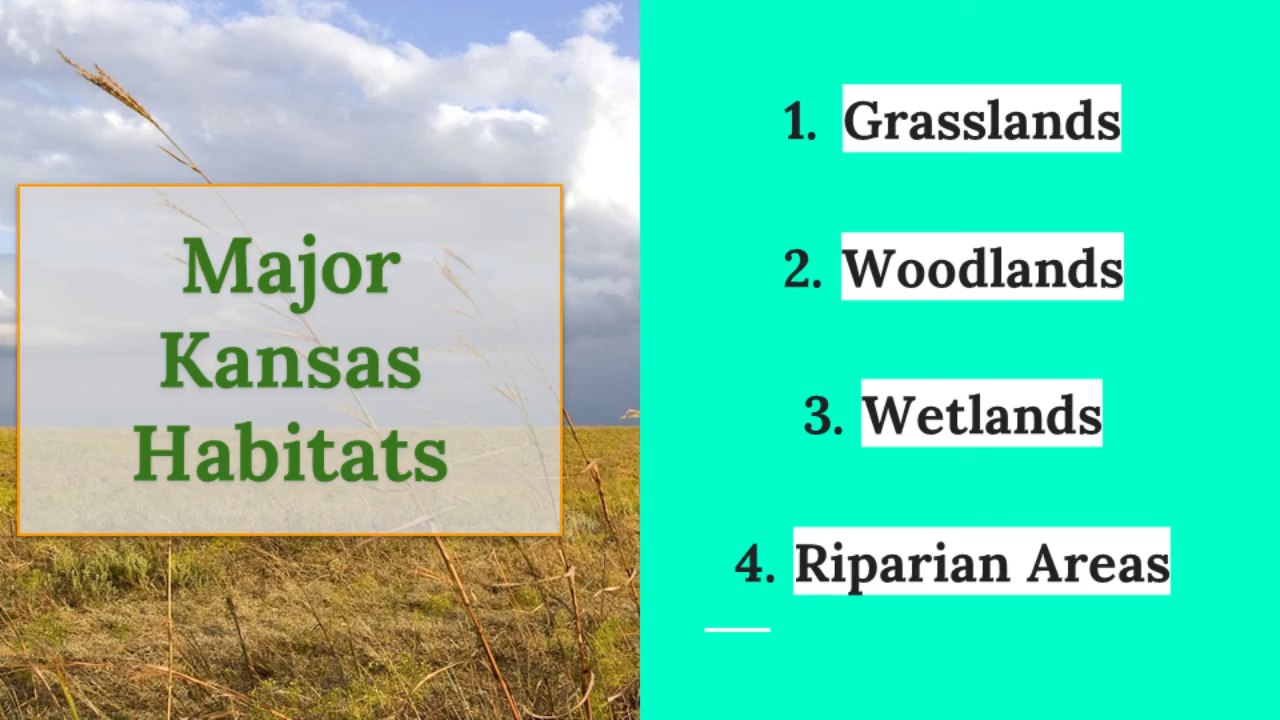 Major
Kansas
Habitats
1. Grasslands
2. Woodlands
3. Wetlands
4. Riparian Areas